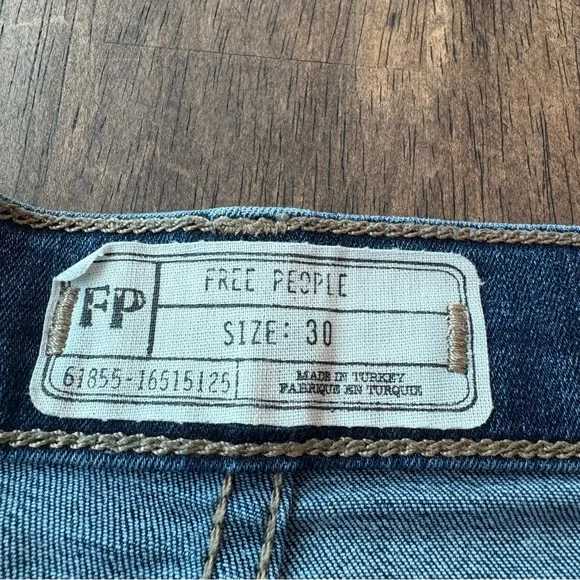 FP
FREE PEOPLE
SIZE: 30
61855-16515125
MADE IN TURKEY
FABRIQUE EN TURQUIE